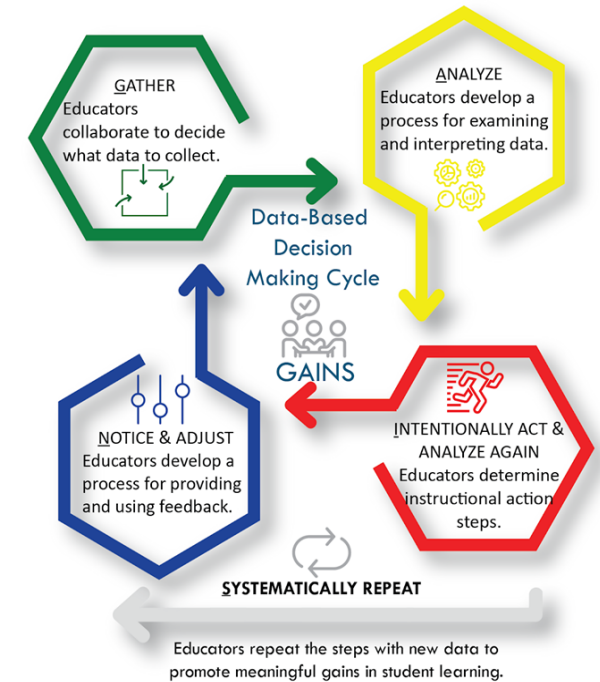 GATHER
Educators
collaborate to decide
what data to collect.
ANALYZE
Educators develop a
process for examining
and interpreting data.
Data-Based
Decision
Making Cycle
GAINS
INTENTIONALLY ACT &
ANALYZE AGAIN
Educators determine
instructional action
steps.
NOTICE & ADJUST
Educators develop a
process for providing
and using feedback.
SYSTEMATICALLY REPEAT
Educators repeat the steps with new data to
promote meaningful gains in student learning.